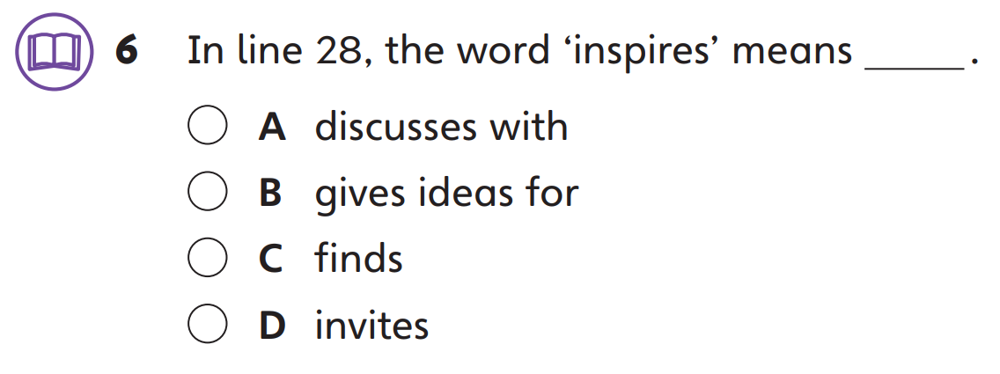 6 In line 28, the word ‘inspires’ means _____.
A discusses with
B gives ideas for
C finds
D invites